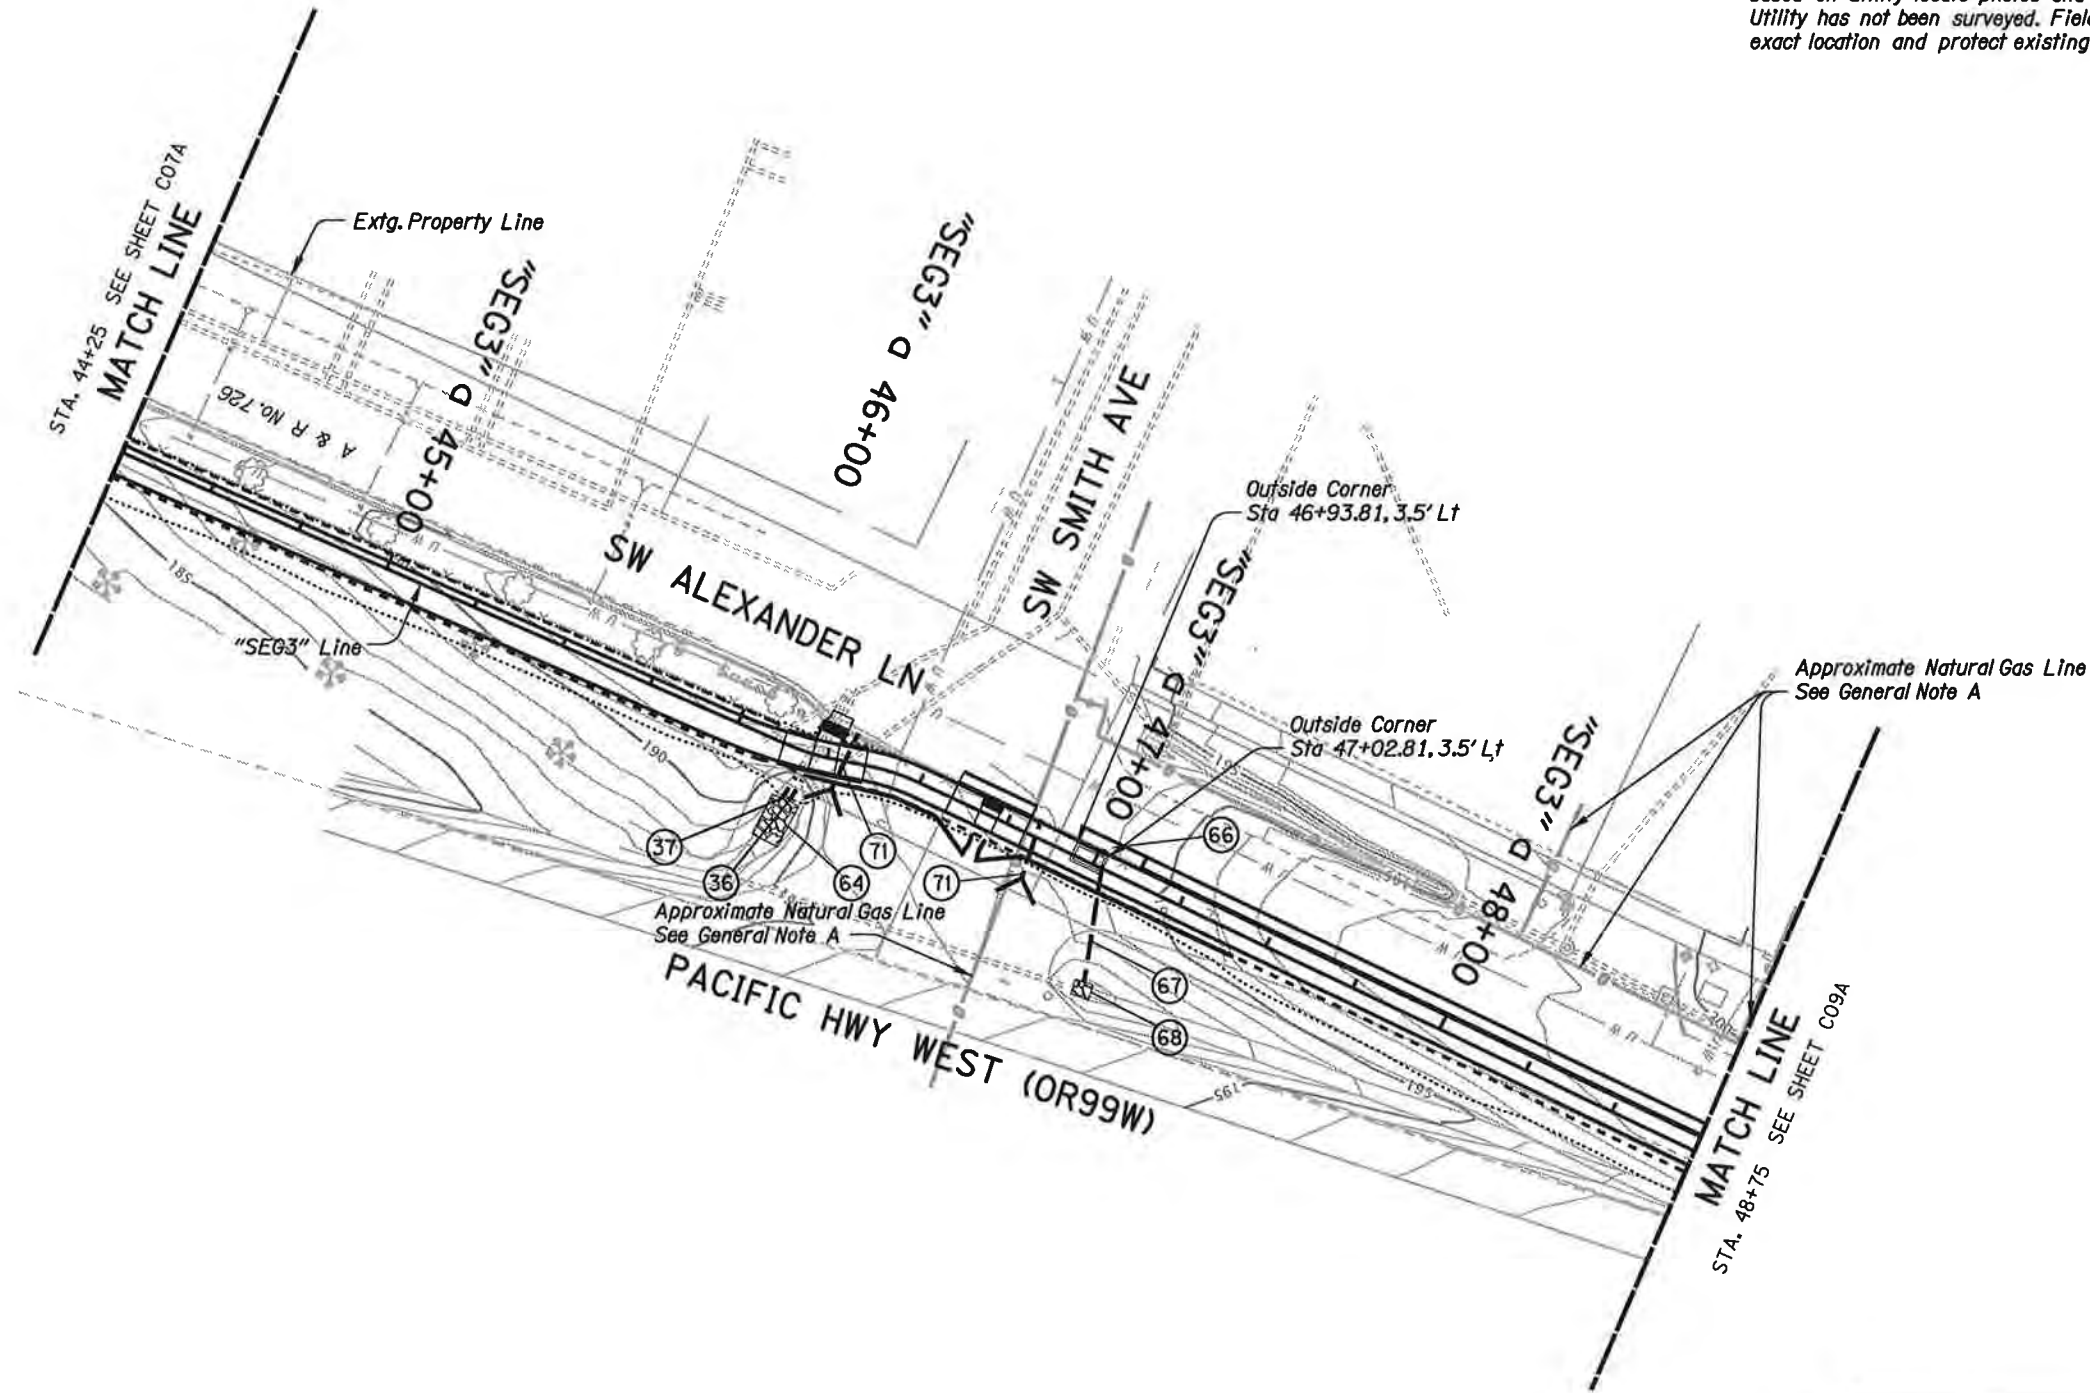 Utility has not been surveyed. Field
exact location and protect existing
STA. 44+25 SEE SHEET C07A
MATCH LINE
Extg. Property Line
"SEG3"
45+00
"SEG3"
46+00
A & R No. 726
SW ALEXANDER LN
SW SMITH AVE
Outside Corner
Sta 46+93.81, 3.5' Lt
"SEG3"
47+00
Outside Corner
Sta 47+02.81, 3.5' Lt
"SEG3"
48+00
Approximate Natural Gas Line
See General Note A
185
"SEG3" Line
190
195
37
36
64
71
71
66
67
68
Approximate Natural Gas Line
See General Note A
PACIFIC HWY WEST (OR99W)
195
195
200
MATCH LINE
STA. 48+75 SEE SHEET C09A